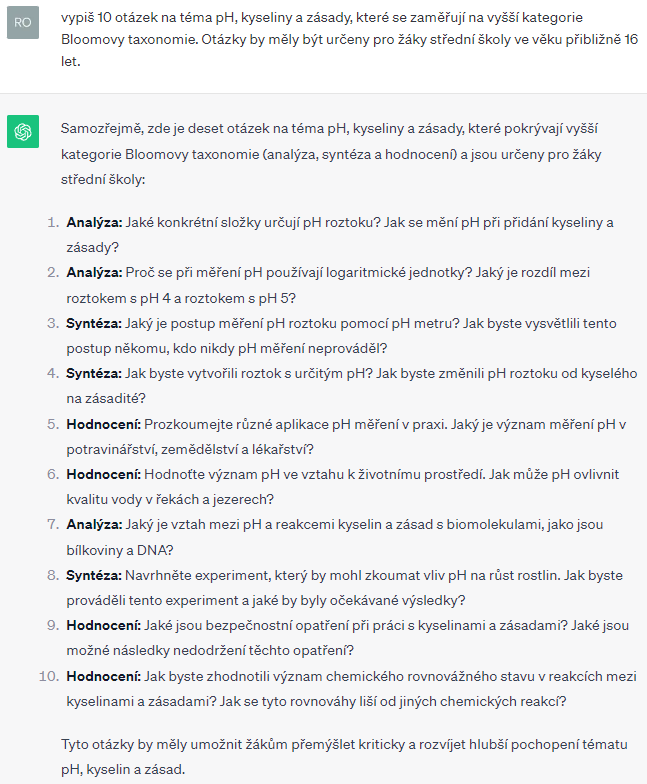 RO
vypiš 10 otázek na téma pH, kyseliny a zásady, které se zaměřují na vyšší kategorie
Bloomovy taxonomie. Otázky by měly být určeny pro žáky střední školy ve věku přibližně 16
let.
Samozřejmě, zde je deset otázek na téma pH, kyseliny a zásady, které pokrývají vyšší
kategorie Bloomovy taxonomie (analýza, syntéza a hodnocení) a jsou určeny pro žáky
střední školy:
1. Analýza: Jaké konkrétní složky určují pH roztoku? Jak se mění pH při přidání kyseliny a
zásady?
2. Analýza: Proč se při měření pH používají logaritmické jednotky? Jaký je rozdíl mezi
roztokem s pH 4 a roztokem s pH 5?
3. Syntéza: Jaký je postup měření pH roztoku pomocí pH metru? Jak byste vysvětlili tento
postup někomu, kdo nikdy pH měření neprováděl?
4. Syntéza: Jak byste vytvořili roztok s určitým pH? Jak byste změnili pH roztoku od kyselého
na zásadité?
5. Hodnocení: Prozkoumejte různé aplikace pH měření v praxi. Jaký je význam měření pH v
potravinářství, zemědělství a lékařství?
6. Hodnocení: Hodnoťte význam pH ve vztahu k životnímu prostředí. Jak může pH ovlivnit
kvalitu vody v řekách a jezerech?
7. Analýza: Jaký je vztah mezi pH a reakcemi kyselin a zásad s biomolekulami, jako jsou
bílkoviny a DNA?
8. Syntéza: Navrhněte experiment, který by mohl zkoumat vliv pH na růst rostlin. Jak byste
prováděli tento experiment a jaké by byly očekávané výsledky?
9. Hodnocení: Jaké jsou bezpečnostní opatření při práci s kyselinami a zásadami? Jaké jsou
možné následky nedodržení těchto opatření?
10. Hodnocení: Jak byste zhodnotili význam chemického rovnovážného stavu v reakcích mezi
kyselinami a zásadami? Jak se tyto rovnováhy liší od jiných chemických reakcí?
Tyto otázky by měly umožnit žákům přemýšlet kriticky a rozvíjet hlubší pochopení tématu
pH, kyselin a zásad.